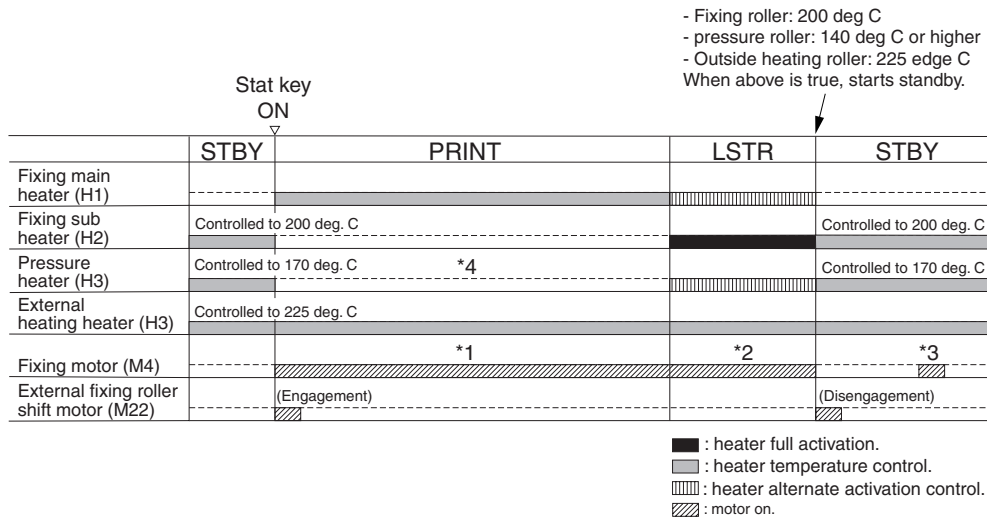 - Fixing roller: 200 deg C
- pressure roller: 140 deg C or higher
- Outside heating roller: 225 edge C
When above is true, starts standby.
Stat key
ON
STBY PRINT LSTR STBY
Fixing main
heater (H1)
Fixing sub
heater (H2)
Controlled to 200 deg. C
Controlled to 200 deg. C
Pressure
heater (H3)
Controlled to 170 deg. C
*4
Controlled to 170 deg. C
External
heating heater (H3)
Controlled to 225 deg. C
Fixing motor (M4)
*1
*2
*3
External fixing roller
shift motor (M22)
(Engagement)
(Disengagement)
: heater full activation.
: heater temperature control.
: heater alternate activation control.
: motor on.